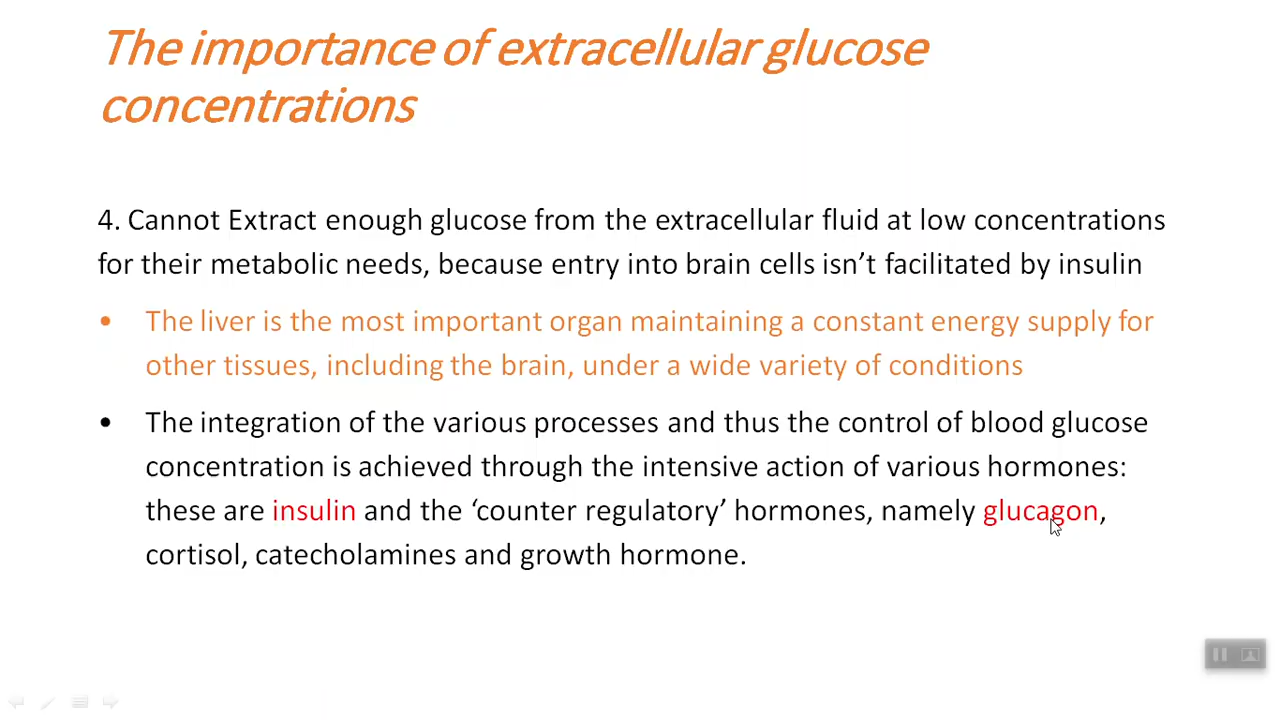 The importance of extracellular glucose
concentrations
4. Cannot Extract enough glucose from the extracellular fluid at low concentrations
for their metabolic needs, because entry into brain cells isn’t facilitated by insulin
• The liver is the most important organ maintaining a constant energy supply for
other tissues, including the brain, under a wide variety of conditions
• The integration of the various processes and thus the control of blood glucose
concentration is achieved through the intensive action of various hormones:
these are insulin and the ‘counter regulatory’ hormones, namely glucagon,
cortisol, catecholamines and growth hormone.